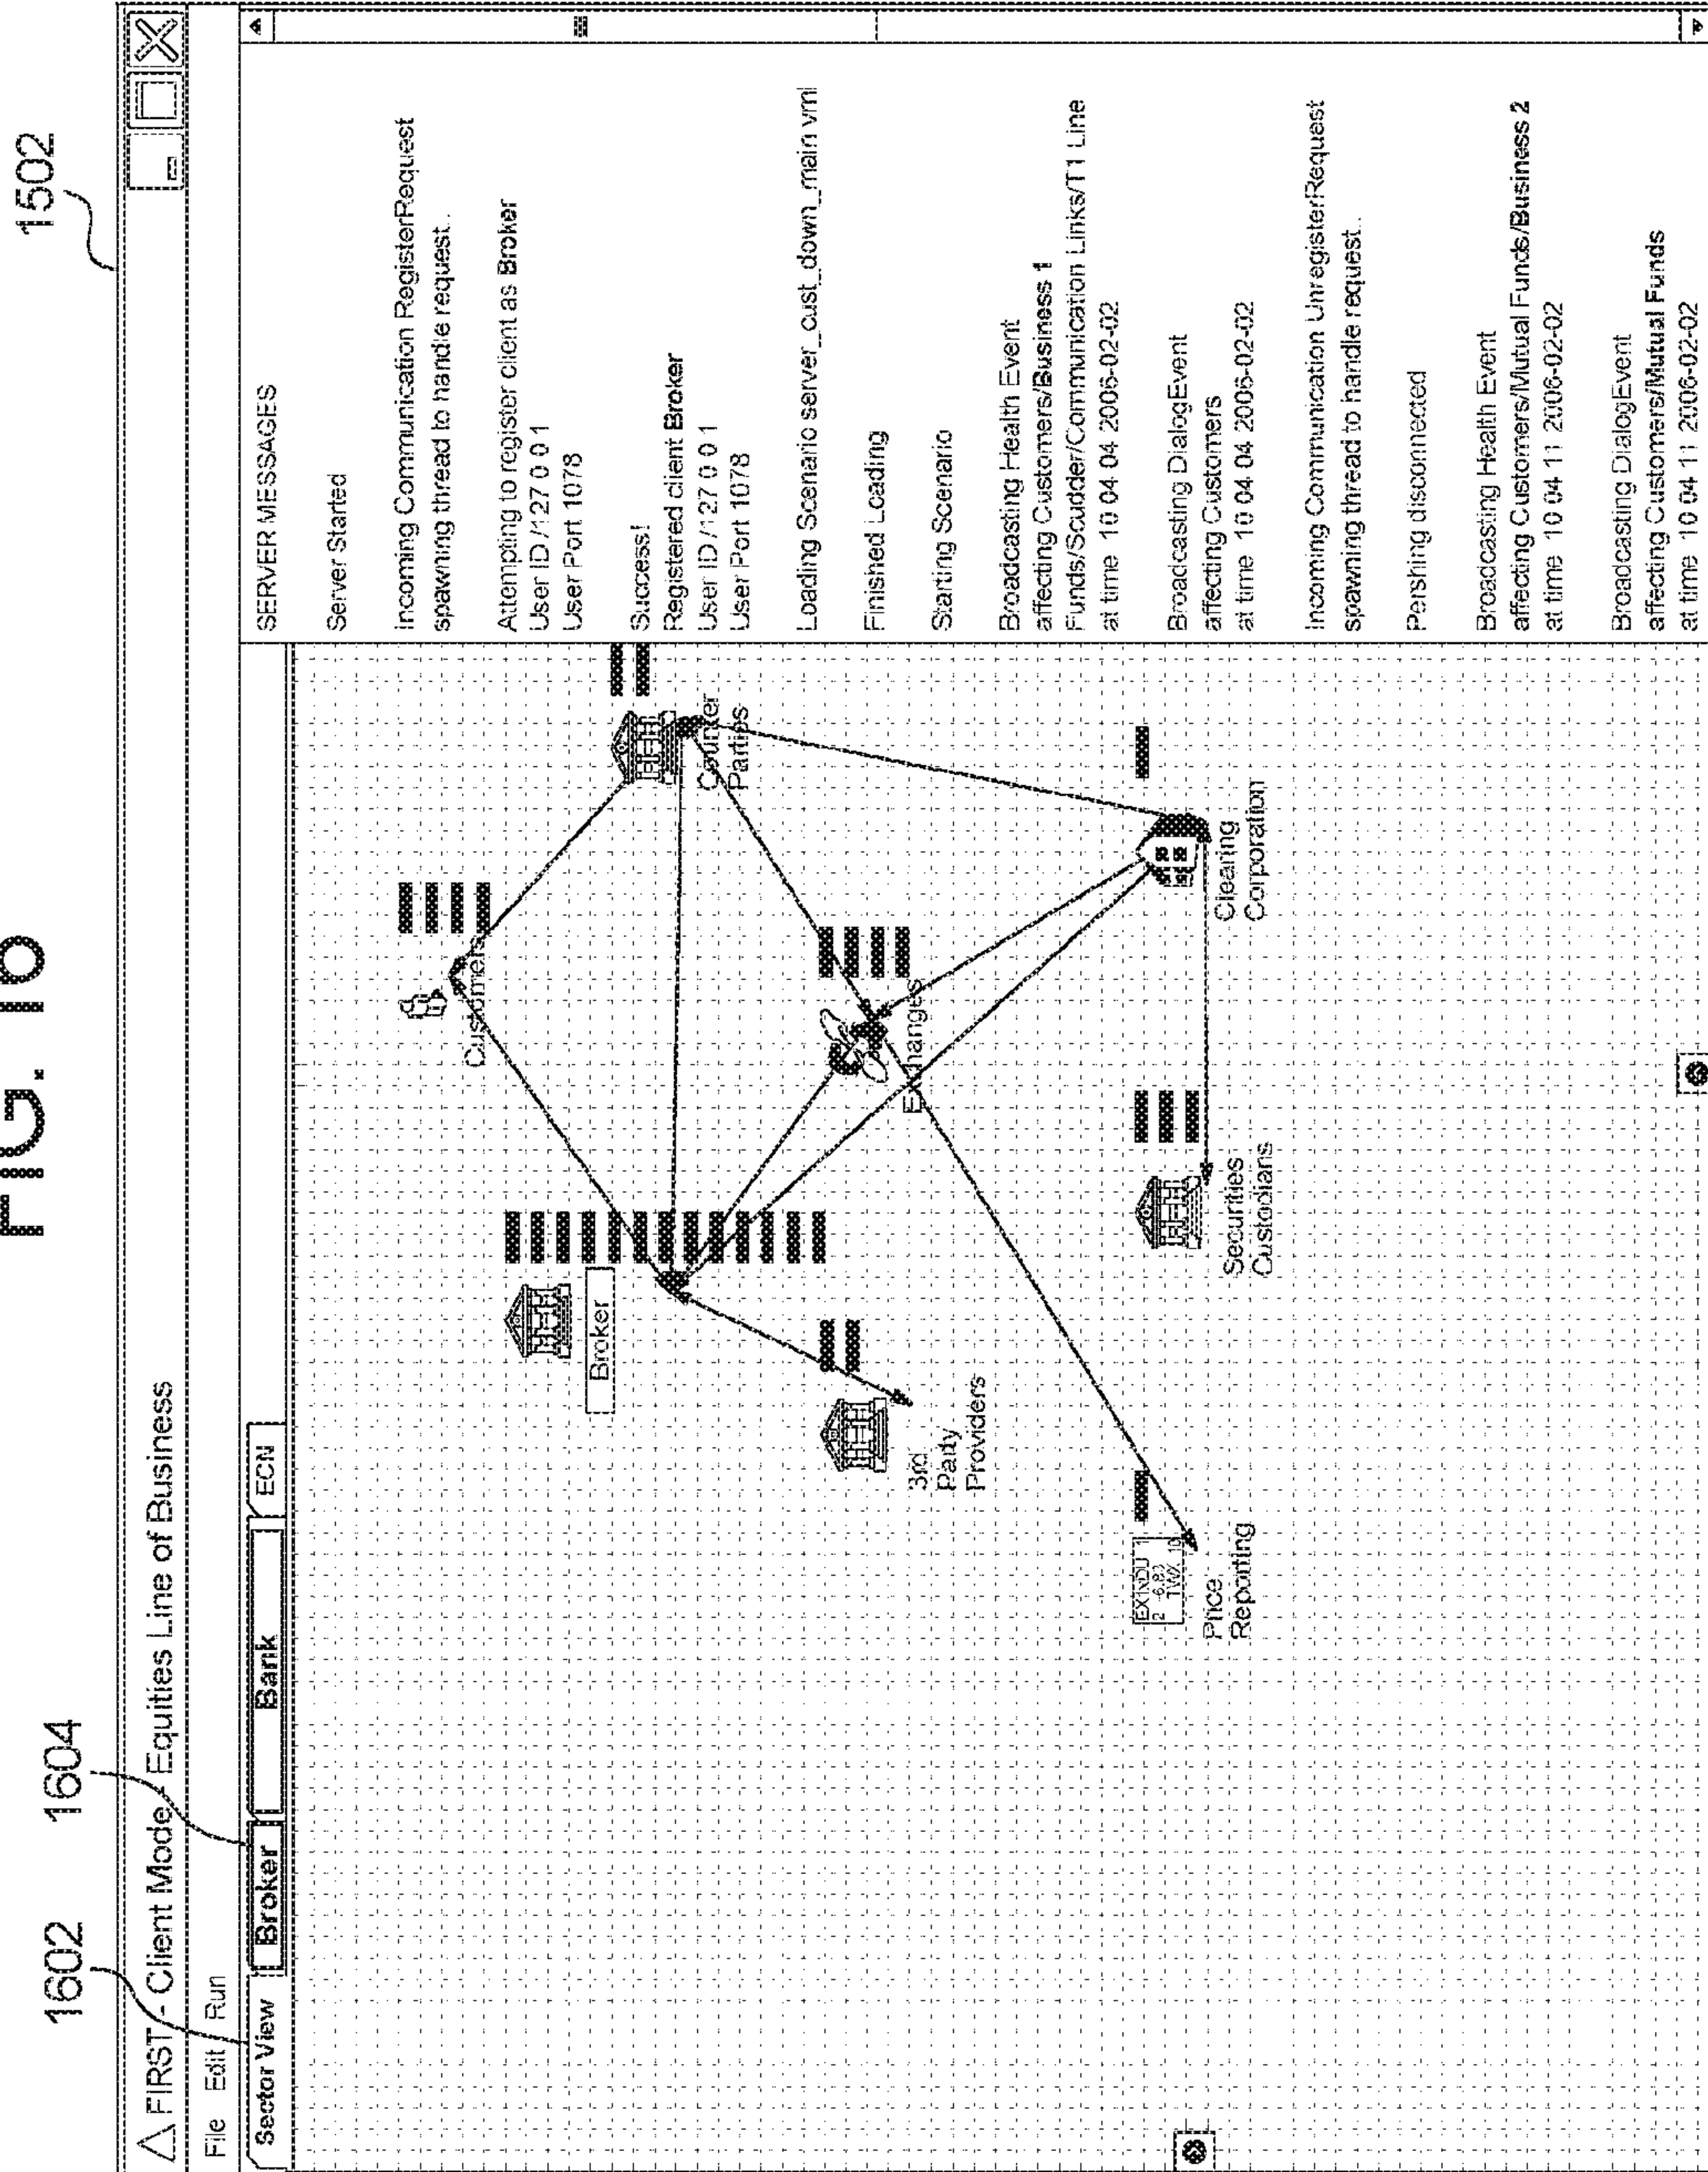 FIG. 16
1602
1604
1502
FIRST - Client Mode - Equities Line of Business
File Edit Run
Sector View
Broker
Bank
ECN
Customers
Counter
Parties
Broker
Exchanges
3rd
Party
Providers
Clearing
Corporation
Securities
Custodians
Price
Reporting
SERVER MESSAGES
Server Started
Incoming Communication RegisterRequest
spawning thread to handle request..
Attempting to register client as Broker
User ID /127 0 0 1
User Port 1078
Success!
Registered client Broker
User ID /127 0 0 1
User Port 1078
Loading Scenario server_cust_down_main vml
Finished Loading
Starting Scenario
Broadcasting Health Event
affecting Customers/Business 1
Funds/Scudder/Communication Links/T1 Line
at time 10 04 04 2006-02-02
Broadcasting DialogEvent
affecting Customers
at time 10 04 04 2006-02-02
Incoming Communication UnregisterRequest
spawning thread to handle request..
Pershing disconnected
Broadcasting Health Event
affecting Customers/Mutual Funds/Business 2
at time 10 04 11 2006-02-02
Broadcasting DialogEvent
affecting Customers/Mutual Funds
at time 10 04 11 2006-02-02